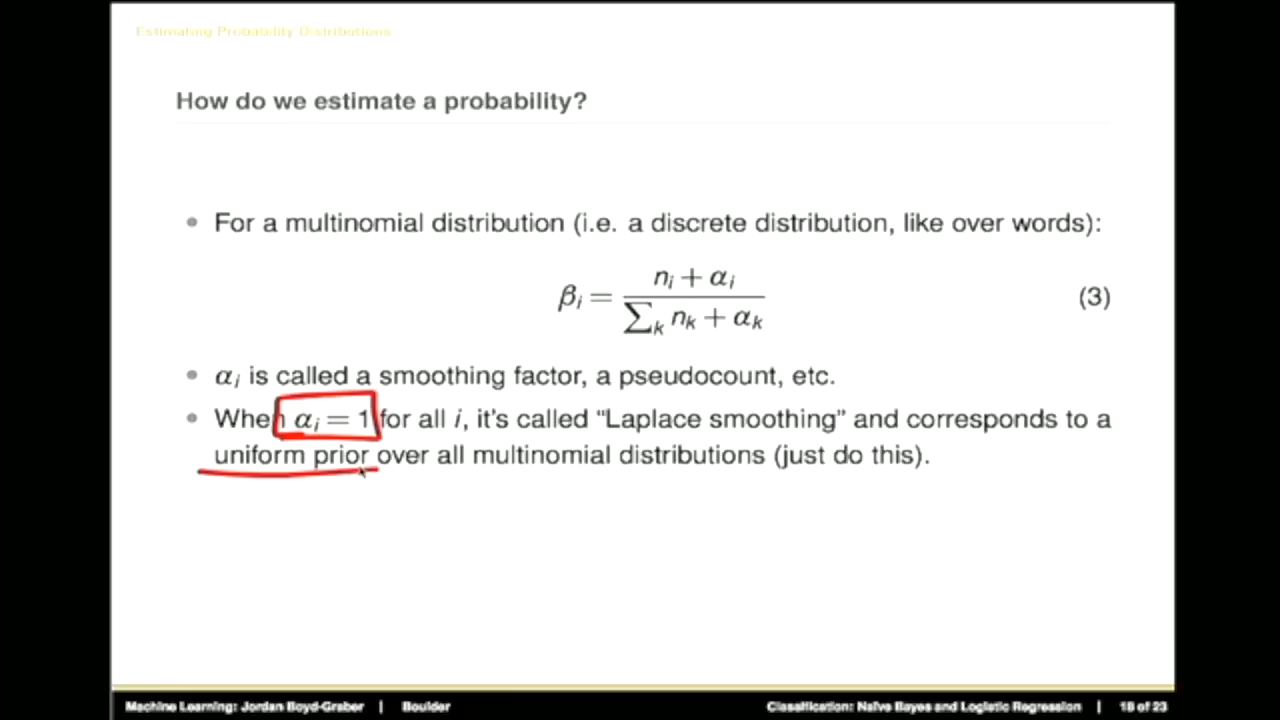 Estimating Probability Distributions
How do we estimate a probability?
• For a multinomial distribution (i.e. a discrete distribution, like over words):
βᵢ = (nᵢ + αᵢ) / (∑ₖ nₖ + αₖ) (3)
• αᵢ is called a smoothing factor, a pseudocount, etc.
• When αᵢ = 1 for all i, it's called "Laplace smoothing" and corresponds to a
uniform prior over all multinomial distributions (just do this).
Machine Learning: Jordan Boyd-Graber | Boulder
Classification: Naïve Bayes and Logistic Regression | 18 of 23